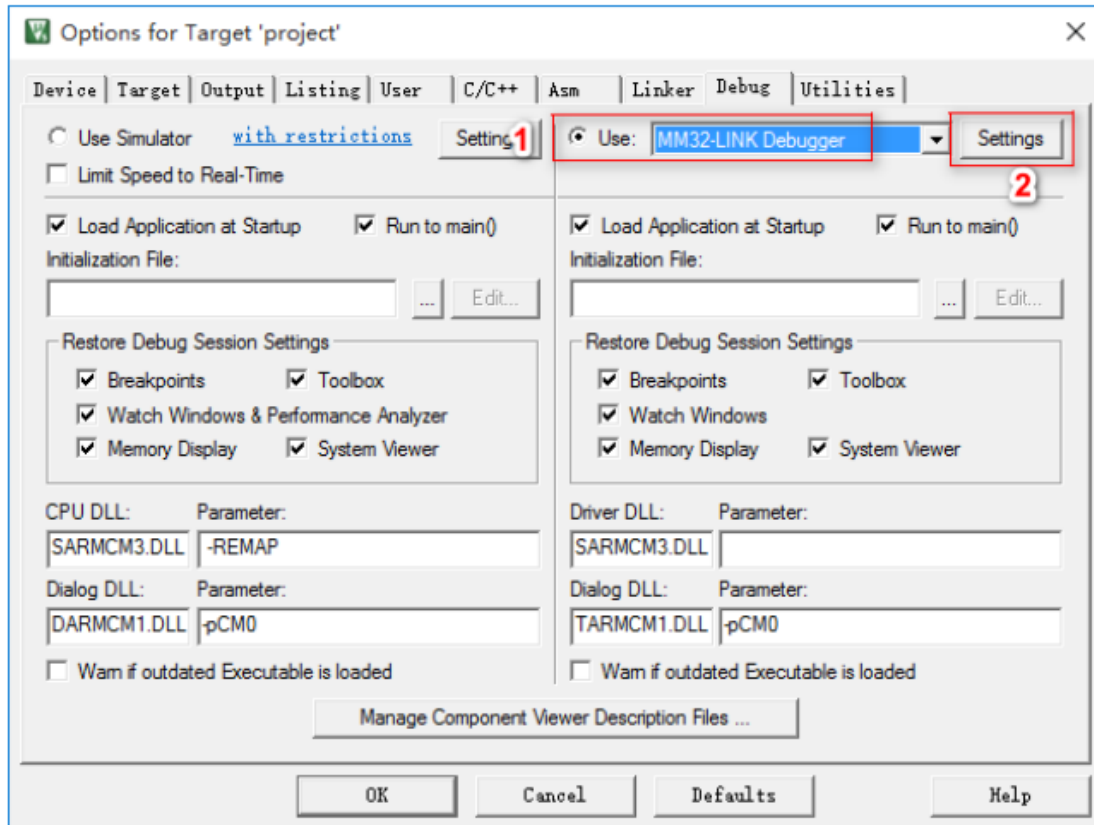 Options for Target 'project'
Device Target Output Listing User C/C++ Asm Linker Debug Utilities
Use Simulator with restrictions Settings
Limit Speed to Real-Time
1
Use: MM32-LINK Debugger Settings
2
Load Application at Startup Run to main()
Initialization File:
... Edit...
Restore Debug Session Settings
Breakpoints Toolbox
Watch Windows & Performance Analyzer
Memory Display System Viewer
CPU DLL: Parameter:
SARMCM3.DLL -REMAP
Dialog DLL: Parameter:
DARMCM1.DLL -pCM0
Warn if outdated Executable is loaded
Load Application at Startup Run to main()
Initialization File:
... Edit...
Restore Debug Session Settings
Breakpoints Toolbox
Watch Windows
Memory Display System Viewer
Driver DLL: Parameter:
SARMCM3.DLL
Dialog DLL: Parameter:
TARMCM1.DLL -pCM0
Warn if outdated Executable is loaded
Manage Component Viewer Description Files ...
OK Cancel Defaults Help